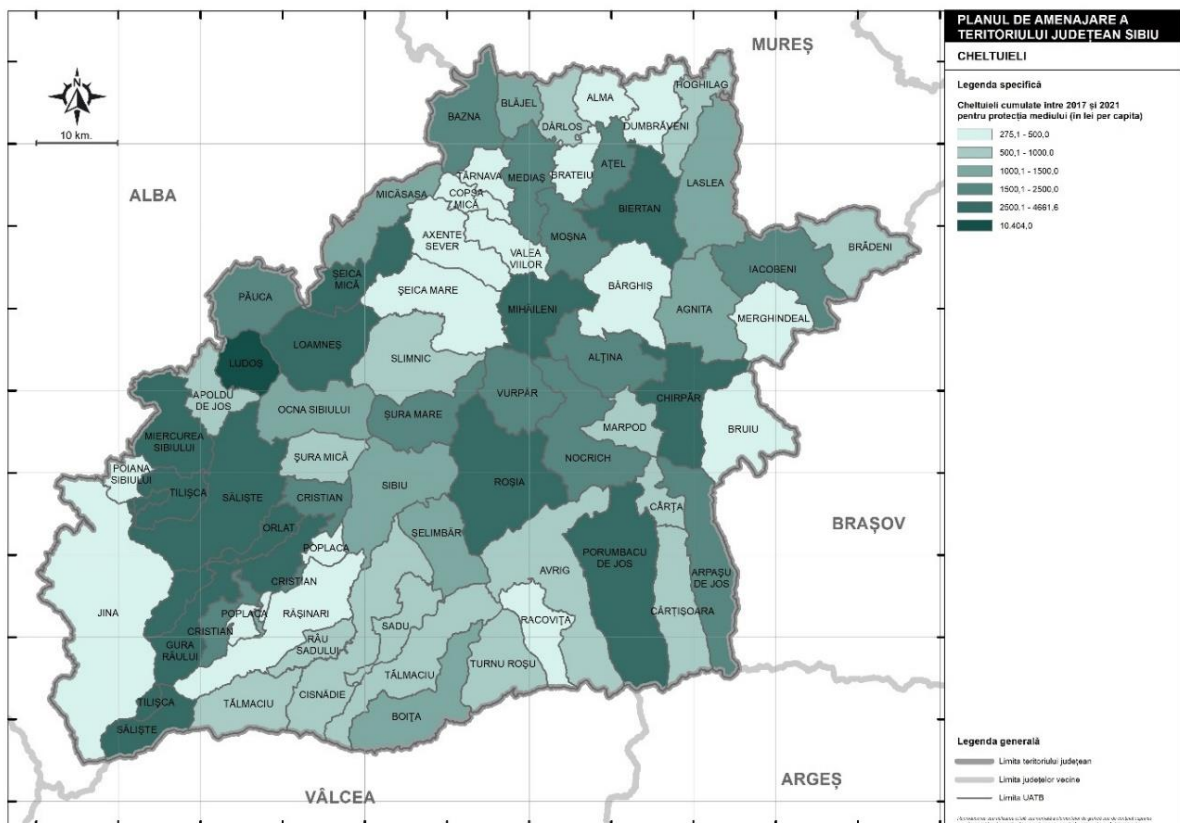 PLANUL DE AMENAJARE A
TERITORIULUI JUDEȚEAN SIBIU
CHELTUIELI
Legenda specifică
Cheltuieli cumulate între 2017 și 2021
pentru protecția mediului (în lei per capita)
275,1 - 500,0
500,1 - 1000,0
1000,1 - 1500,0
1500,1 - 2500,0
2500,1 - 4661,6
10.404,0
MUREȘ
N
10 km.
ALBA
HOGHILAG
ALMA
BLĂJEL
DÂRLOS
BAZNA
DUMBRĂVENI
AȚEL
TÂRNAVA
MEDIAȘ
BRATEIU
LASLEA
MICĂSASA
COPȘA
MICĂ
BIERTAN
AXENTE
SEVER
MOȘNA
BRĂDENI
VALEA
VIILOR
IACOBENI
ȘEICA
MICĂ
BÂRGHIȘ
ȘEICA MARE
PĂUCA
MIHĂILENI
AGNITA
MERGHINDEAL
LOAMNEȘ
SLIMNIC
ALȚINA
LUDOȘ
APOLDU
DE JOS
VURPĂR
CHIRPĂR
OCNA SIBIULUI
ȘURA MARE
MARPOD
BRUIU
MIERCUREA
SIBIULUI
ȘURA MICĂ
NOCRICH
POIANA
SIBIULUI
ROȘIA
SIBIU
TILIȘCA
SĂLIȘTE
CRISTIAN
CÂRȚA
BRAȘOV
ORLAT
ȘELIMBĂR
POPLACA
PORUMBACU
DE JOS
AVRIG
ARPAȘU
DE JOS
CRISTIAN
CÂRȚIȘOARA
JINA
POPLACA
RĂȘINARI
RACOVIȚA
SADU
CRISTIAN
RÂU
SADULUI
GURA
RÂULUI
TURNU ROȘU
TĂLMACIU
CISNĂDIE
TILIȘCA
TĂLMACIU
BOIȚA
SĂLIȘTE
ARGEȘ
VÂLCEA
Legenda generală
Limita teritoriului județean
Limita județelor vecine
Limita UATB